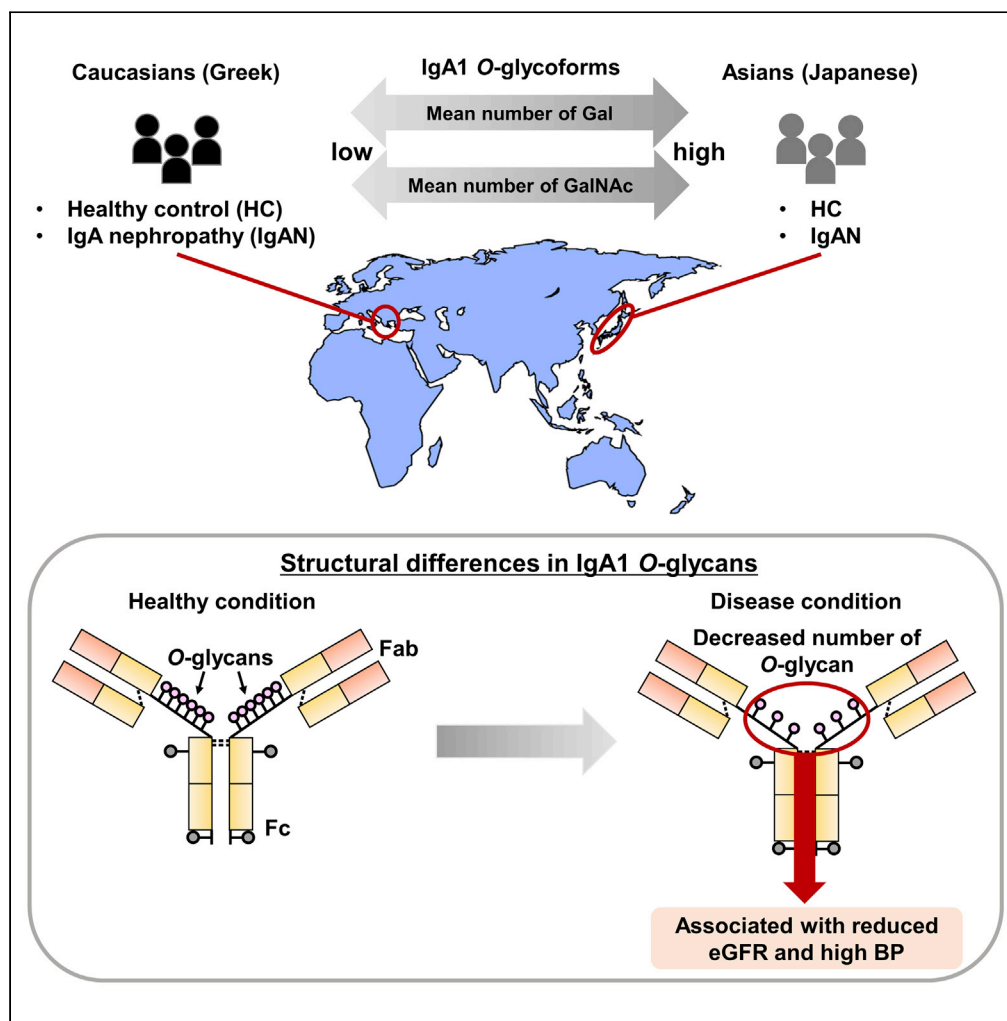 Caucasians (Greek)
IgA1 O-glycoforms
Asians (Japanese)
Mean number of Gal
low
high
Mean number of GalNAc
• Healthy control (HC)
• IgA nephropathy (IgAN)
• HC
• IgAN
Structural differences in IgA1 O-glycans
Healthy condition
O-glycans
Fab
Fc
Disease condition
Decreased number of
O-glycan
Associated with reduced
eGFR and high BP